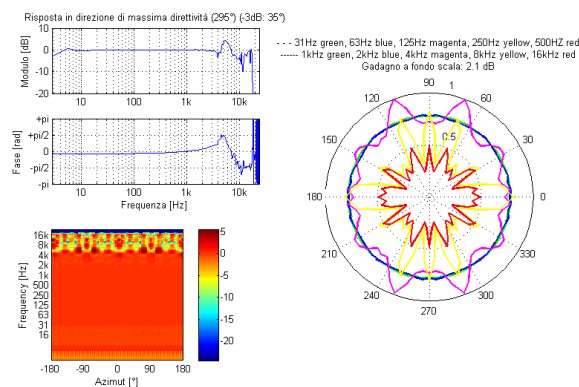 Risposta in direzione di massima direttività (295°) (-3dB: 35°)
Modulo [dB]
10
0
-10
-20
10
100
1k
10k
Fase [rad]
+pi
+pi/2
-pi/2
-pi
10
100
1k
10k
Frequenza [Hz]
- - - 31Hz green, 63Hz blue, 125Hz magenta, 250Hz yellow, 500HZ red
------ 1kHz green, 2kHz blue, 4kHz magenta, 8kHz yellow, 16kHz red
Gadagno a fondo scala: 2.1 dB
90
1
120
60
0.5
150
30
180
0
210
330
240
300
270
Frequency [Hz]
16k
8k
4k
2k
1k
500
250
125
63
31
16
-180
-90
0
90
180
Azimut [°]
5
0
-5
-10
-15
-20